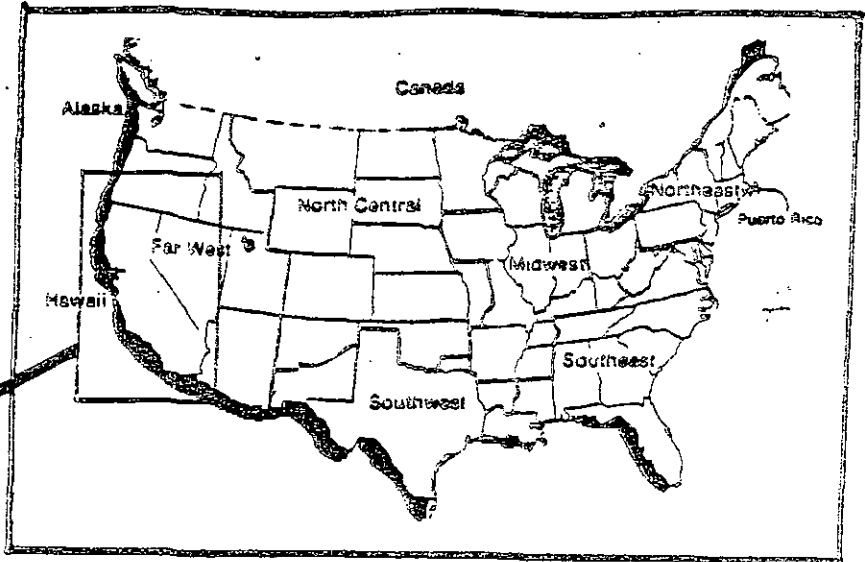 Canada
Alaska
Northeast
North Central
Puerto Rico
Far West
Midwest
Hawaii
Southeast
Southwest